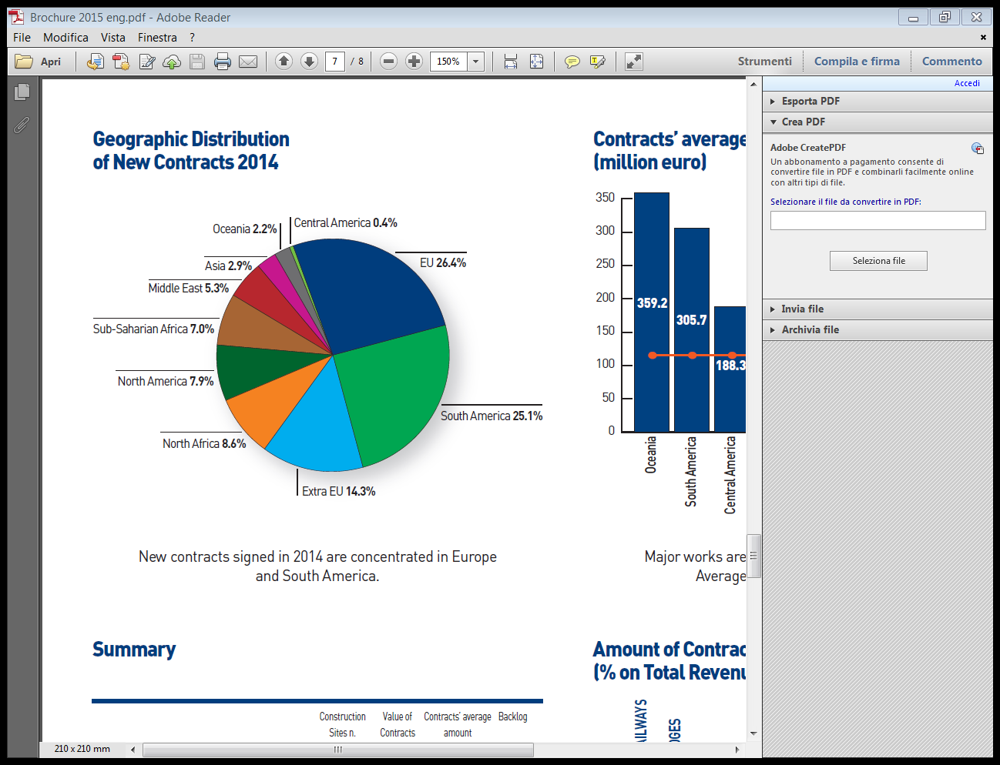 Brochure 2015 eng.pdf - Adobe Reader
File Modifica Vista Finestra ?
Apri 7 / 8 150% Strumenti Compila e firma Commento
Accedi
Esporta PDF
Crea PDF
Adobe CreatePDF
Un abbonamento a pagamento consente di
convertire file in PDF e combinarli facilmente online
con altri tipi di file.
Selezionare il file da convertire in PDF:
Seleziona file
Invia file
Archivia file
Geographic Distribution
of New Contracts 2014
Central America 0.4%
Oceania 2.2%
EU 26.4%
Asia 2.9%
Middle East 5.3%
Sub-Saharian Africa 7.0%
North America 7.9%
South America 25.1%
North Africa 8.6%
Extra EU 14.3%
New contracts signed in 2014 are concentrated in Europe
and South America.
Contracts' average
(million euro)
350
300
250
200
150
100
50
0
359.2
305.7
188.3
Oceania
South America
Central America
Major works are
Average
Summary
Construction
Sites n.
Value of
Contracts
Contracts' average
amount
Backlog
Amount of Contrac
(% on Total Revenu
AILWAYS
DGES
210 x 210 mm